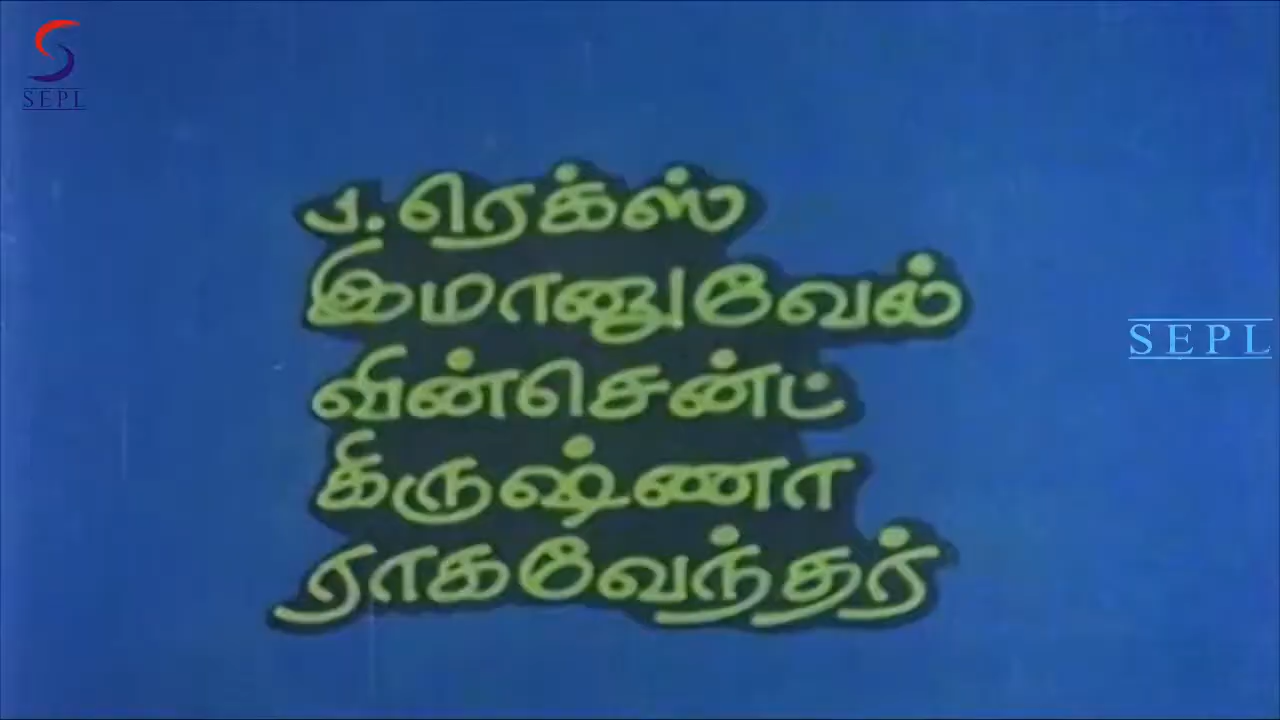 SEPL
J. ரெக்ஸ்
இமானுவேல்
வின்சென்ட்
கிருஷ்ணா
ராகவேந்தர்
SEPL